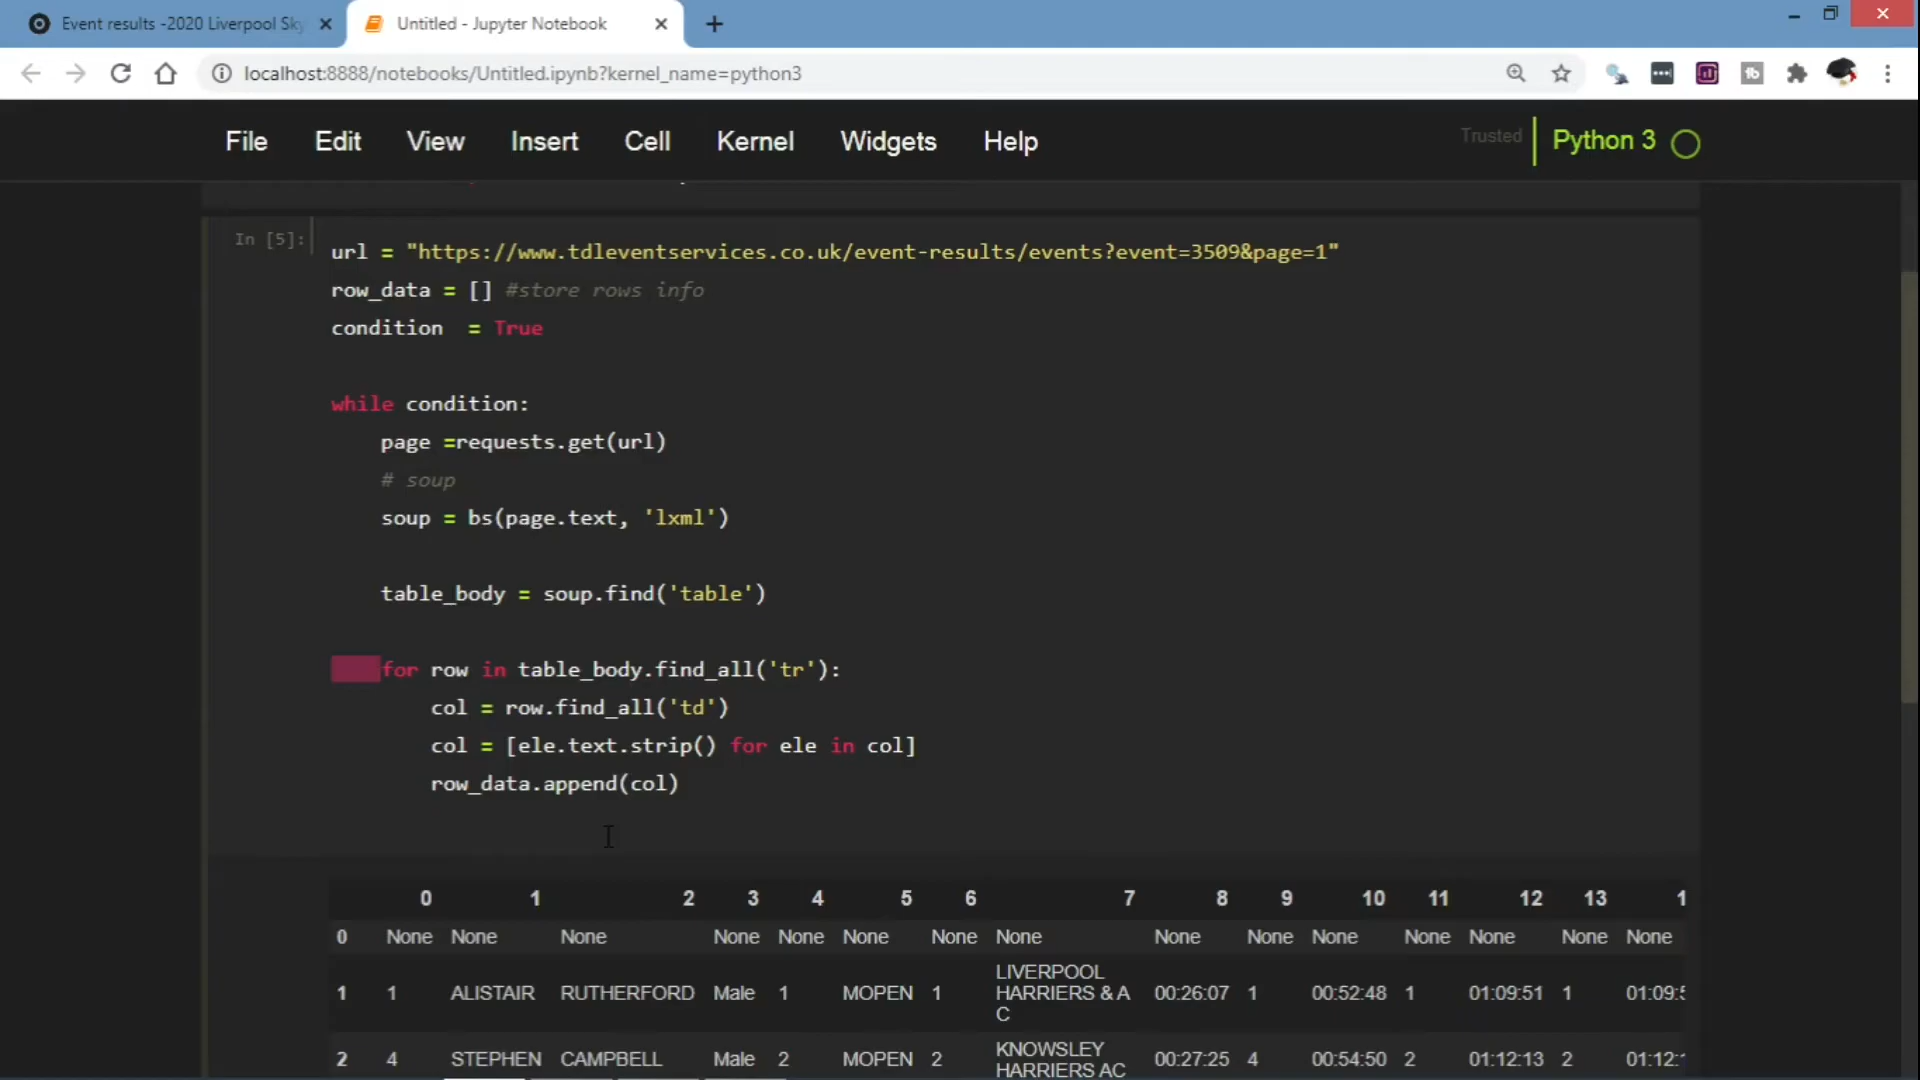 Event results -2020 Liverpool Sky
Untitled - Jupyter Notebook
localhost:8888/notebooks/Untitled.ipynb?kernel_name=python3
File Edit View Insert Cell Kernel Widgets Help
Trusted Python 3
In [5]:
url = "https://www.tdleventservices.co.uk/event-results/events?event=3509&page=1"
row_data = [] #store rows info
condition  = True
while condition:
    page =requests.get(url)
    # soup
    soup = bs(page.text, 'lxml')
    table_body = soup.find('table')
    for row in table_body.find_all('tr'):
        col = row.find_all('td')
        col = [ele.text.strip() for ele in col]
        row_data.append(col)
0 1 2 3 4 5 6 7 8 9 10 11 12 13 1
0 None None None None None None None None None None None None None None None
LIVERPOOL
1 1 ALISTAIR RUTHERFORD Male 1 MOPEN 1 HARRIERS & A 00:26:07 1 00:52:48 1 01:09:51 1 01:09:5
C
KNOWSLEY
2 4 STEPHEN CAMPBELL Male 2 MOPEN 2 00:27:25 4 00:54:50 2 01:12:13 2 01:12:
HARRIERS AC